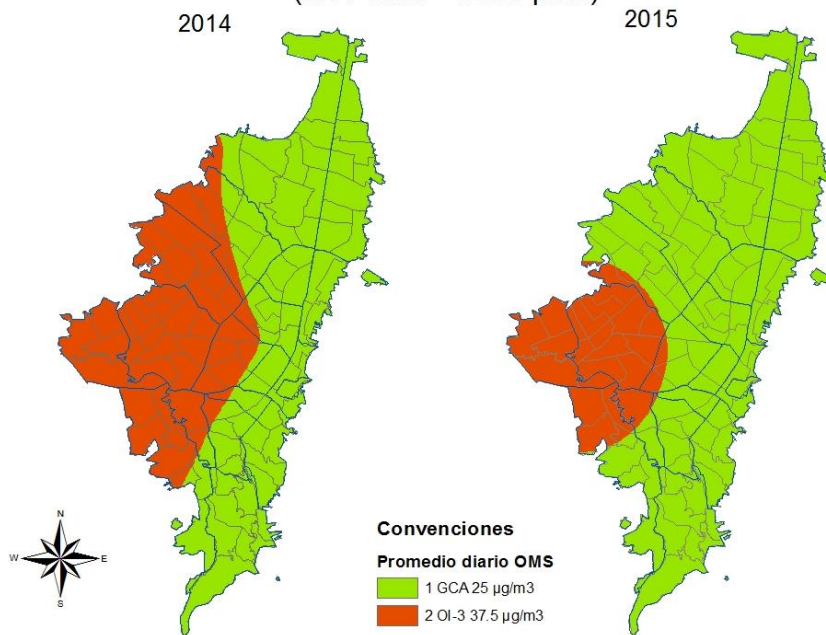 2014
2015
N
W
E
S
Convenciones
Promedio diario OMS
1 GCA 25 µg/m3
2 OI-3 37.5 µg/m3